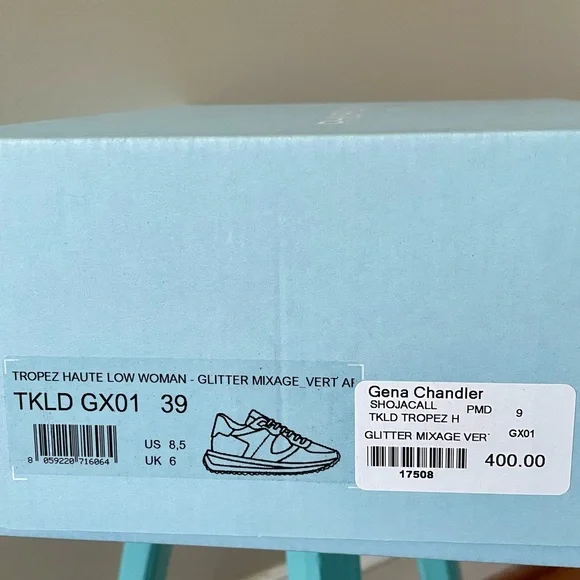 TROPEZ HAUTE LOW WOMAN - GLITTER MIXAGE_VERT
TKLD GX01 39
US 8,5
UK 6
8 059220 716064
Gena Chandler
SHOJACALL PMD 9
TKLD TROPEZ H
GLITTER MIXAGE VER GX01
400.00
17508